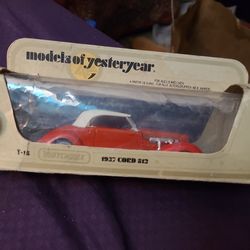 models of yesteryear
Y-18
MATCHBOX
1937 CORD 812